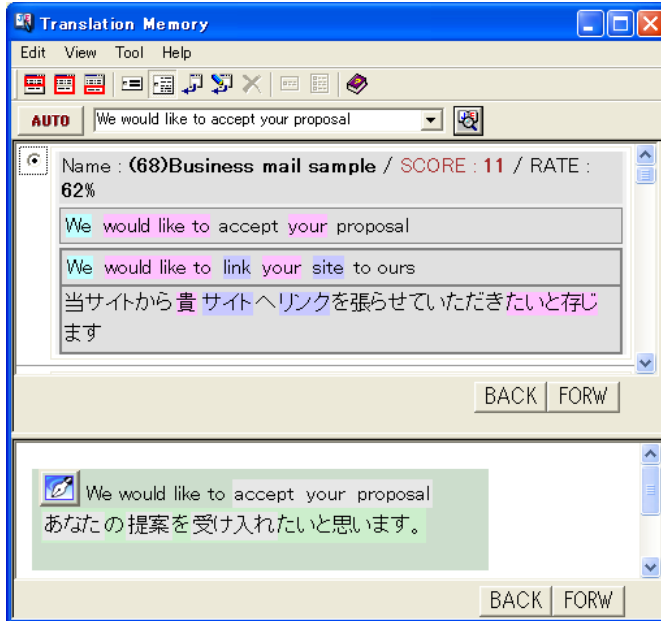 Translation Memory
Edit View Tool Help
AUTO We would like to accept your proposal
Name : (68)Business mail sample / SCORE : 11 / RATE :
62%
We would like to accept your proposal
We would like to link your site to ours
当サイトから貴サイトへリンクを張らせていただきたいと存じ
ます
BACK FORW
We would like to accept your proposal
あなたの提案を受け入れたいと思います。
BACK FORW